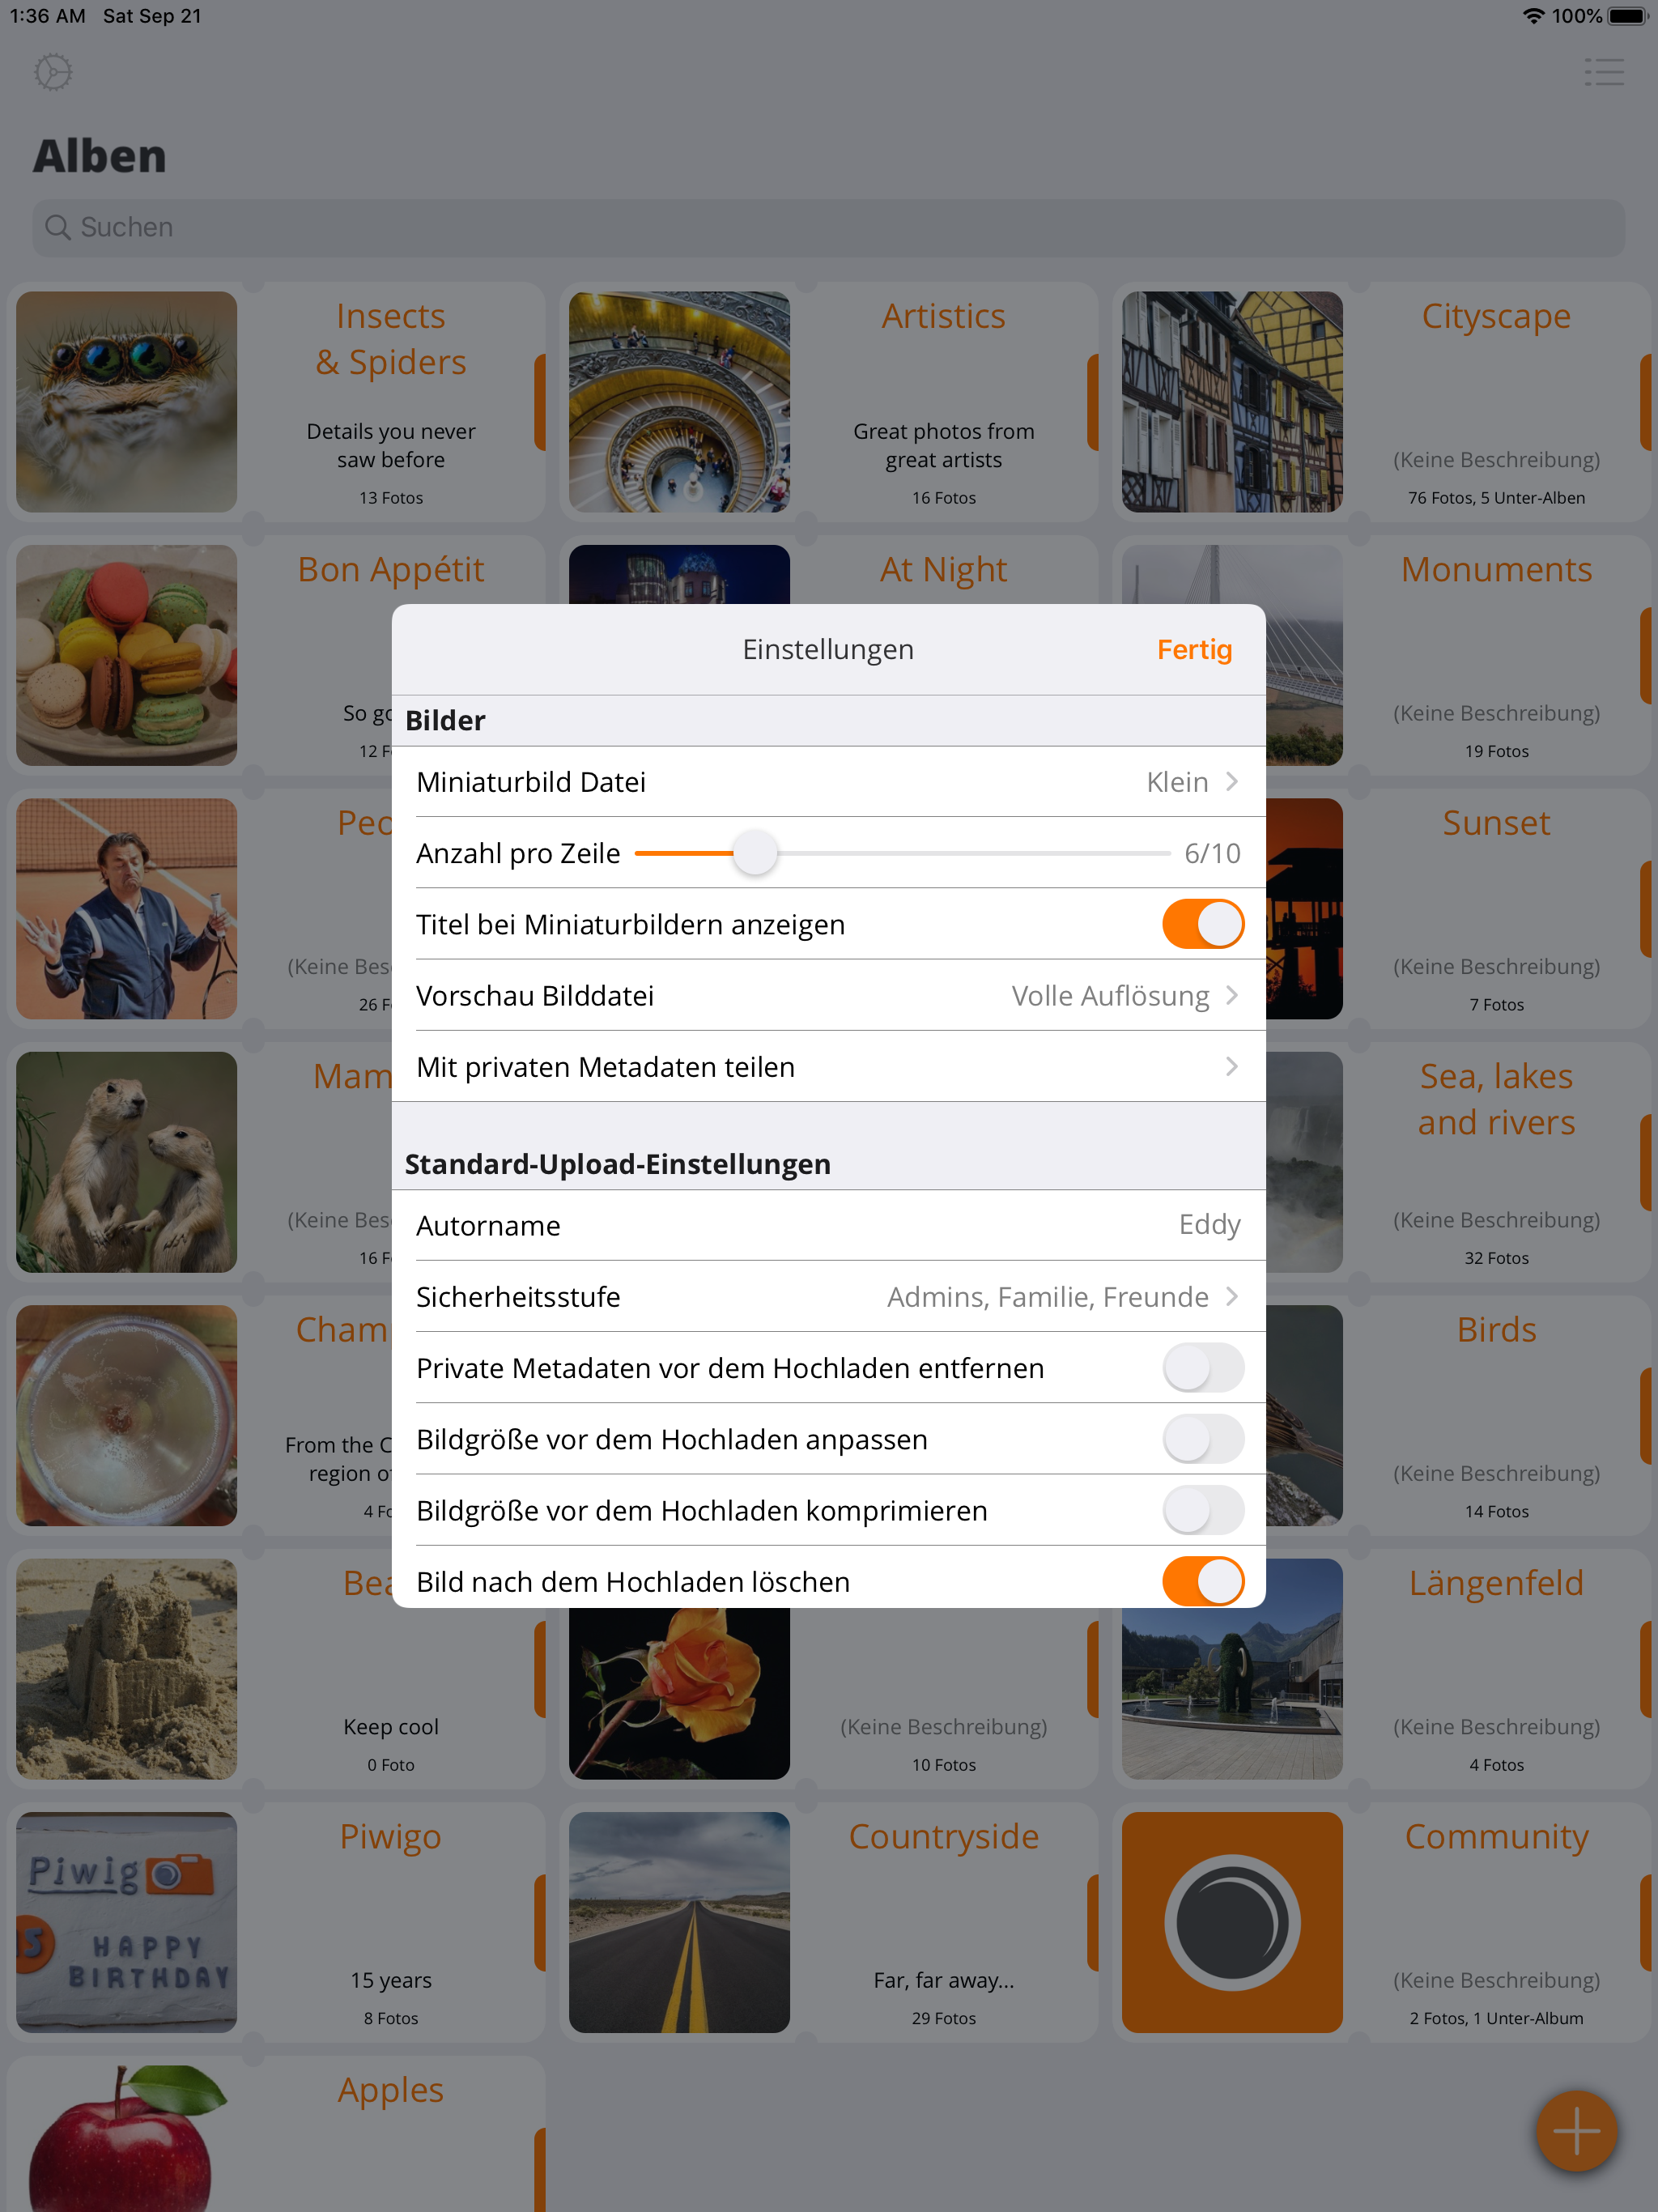 1:36 AM Sat Sep 21
100%
Alben
Suchen
Insects
& Spiders
Details you never
saw before
13 Fotos
Artistics
Great photos from
great artists
16 Fotos
Cityscape
(Keine Beschreibung)
76 Fotos, 5 Unter-Alben
Bon Appétit
So go
12 F
At Night
Monuments
(Keine Beschreibung)
19 Fotos
Einstellungen
Fertig
Bilder
Miniaturbild Datei
Klein
Anzahl pro Zeile
6/10
Titel bei Miniaturbildern anzeigen
Vorschau Bilddatei
Volle Auflösung
Mit privaten Metadaten teilen
Standard-Upload-Einstellungen
Autorname
Eddy
Sicherheitsstufe
Admins, Familie, Freunde
Private Metadaten vor dem Hochladen entfernen
Bildgröße vor dem Hochladen anpassen
Bildgröße vor dem Hochladen komprimieren
Bild nach dem Hochladen löschen
Peo
(Keine Bes
26 F
Sunset
(Keine Beschreibung)
7 Fotos
Mam
(Keine Bes
16 F
Sea, lakes
and rivers
(Keine Beschreibung)
32 Fotos
Cham
From the C
region o
4 Fo
Birds
(Keine Beschreibung)
14 Fotos
Bea
Keep cool
0 Foto
(Keine Beschreibung)
10 Fotos
Längenfeld
(Keine Beschreibung)
4 Fotos
Piwig
5 HAPPY
BIRTHDAY
Piwigo
15 years
8 Fotos
Countryside
Far, far away...
29 Fotos
Community
(Keine Beschreibung)
2 Fotos, 1 Unter-Album
Apples